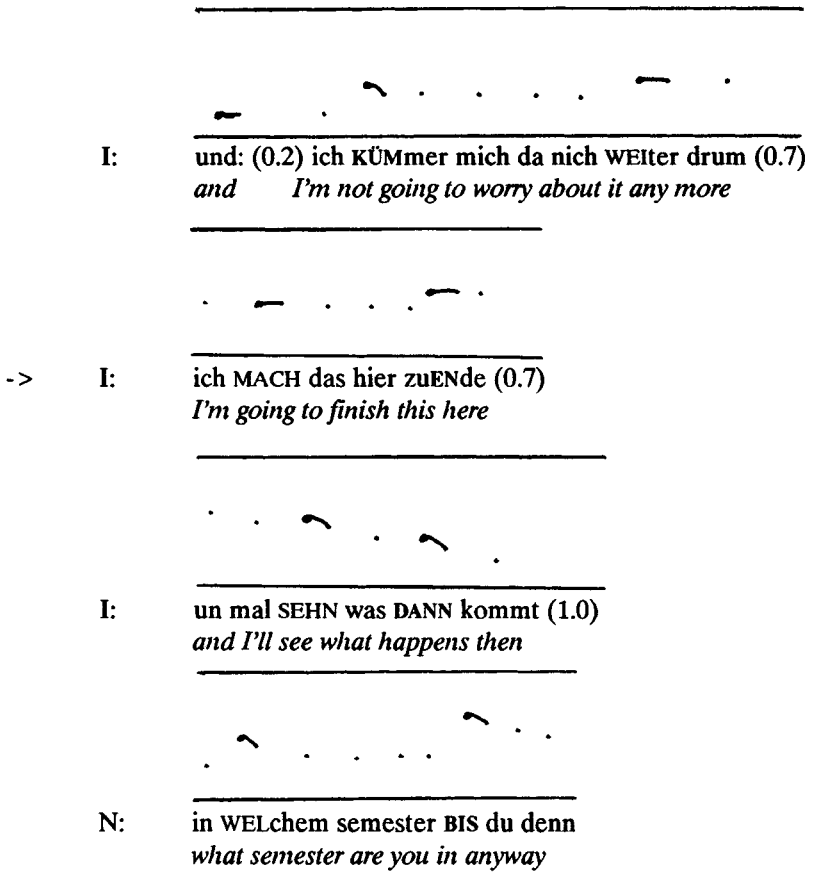 I: und: (0.2) ich KÜMmer mich da nich WEIter drum (0.7)
and I'm not going to worry about it any more
-> I: ich MACH das hier zuENde (0.7)
I'm going to finish this here
I: un mal SEHN was DANN kommt (1.0)
and I'll see what happens then
N: in WELchem semester BIS du denn
what semester are you in anyway